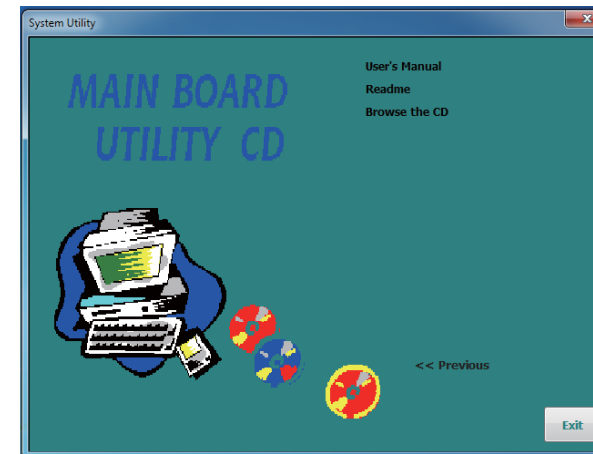 System Utility
MAIN BOARD
UTILITY CD
User's Manual
Readme
Browse the CD
<< Previous
Exit